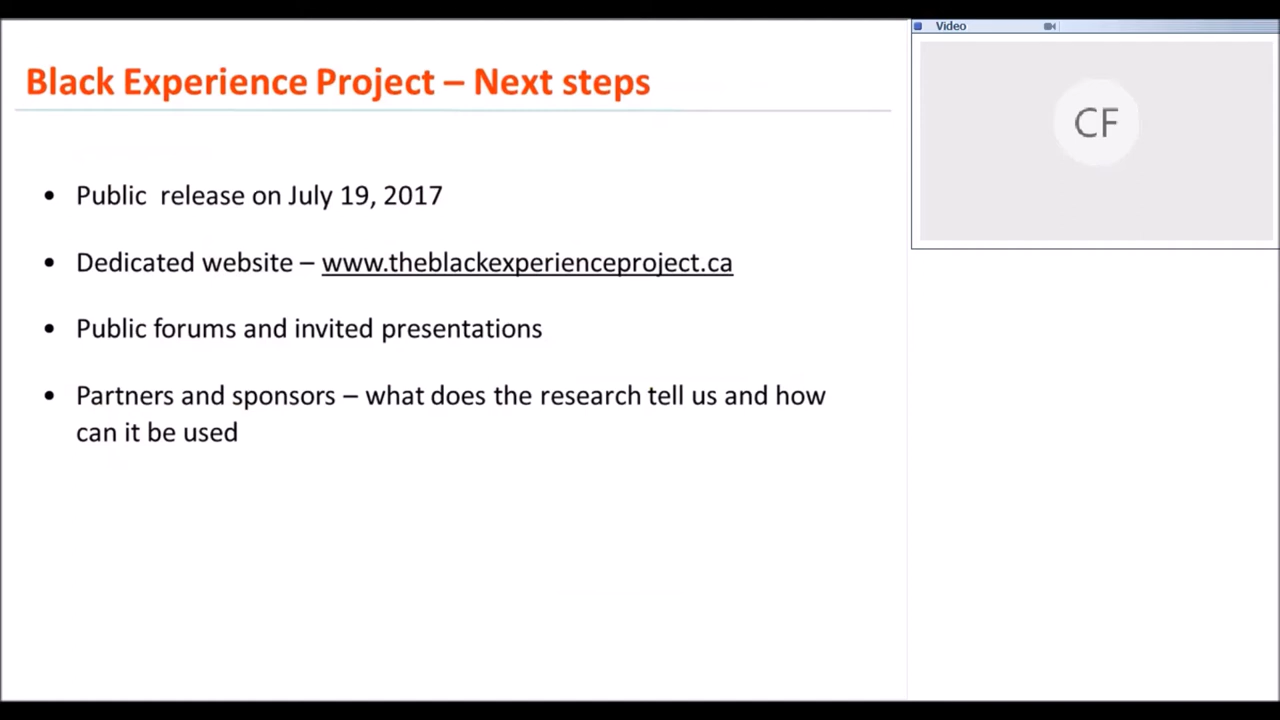 Black Experience Project – Next steps
• Public  release on July 19, 2017
• Dedicated website – www.theblackexperienceproject.ca
• Public forums and invited presentations
• Partners and sponsors – what does the research tell us and how
can it be used
Video
CF